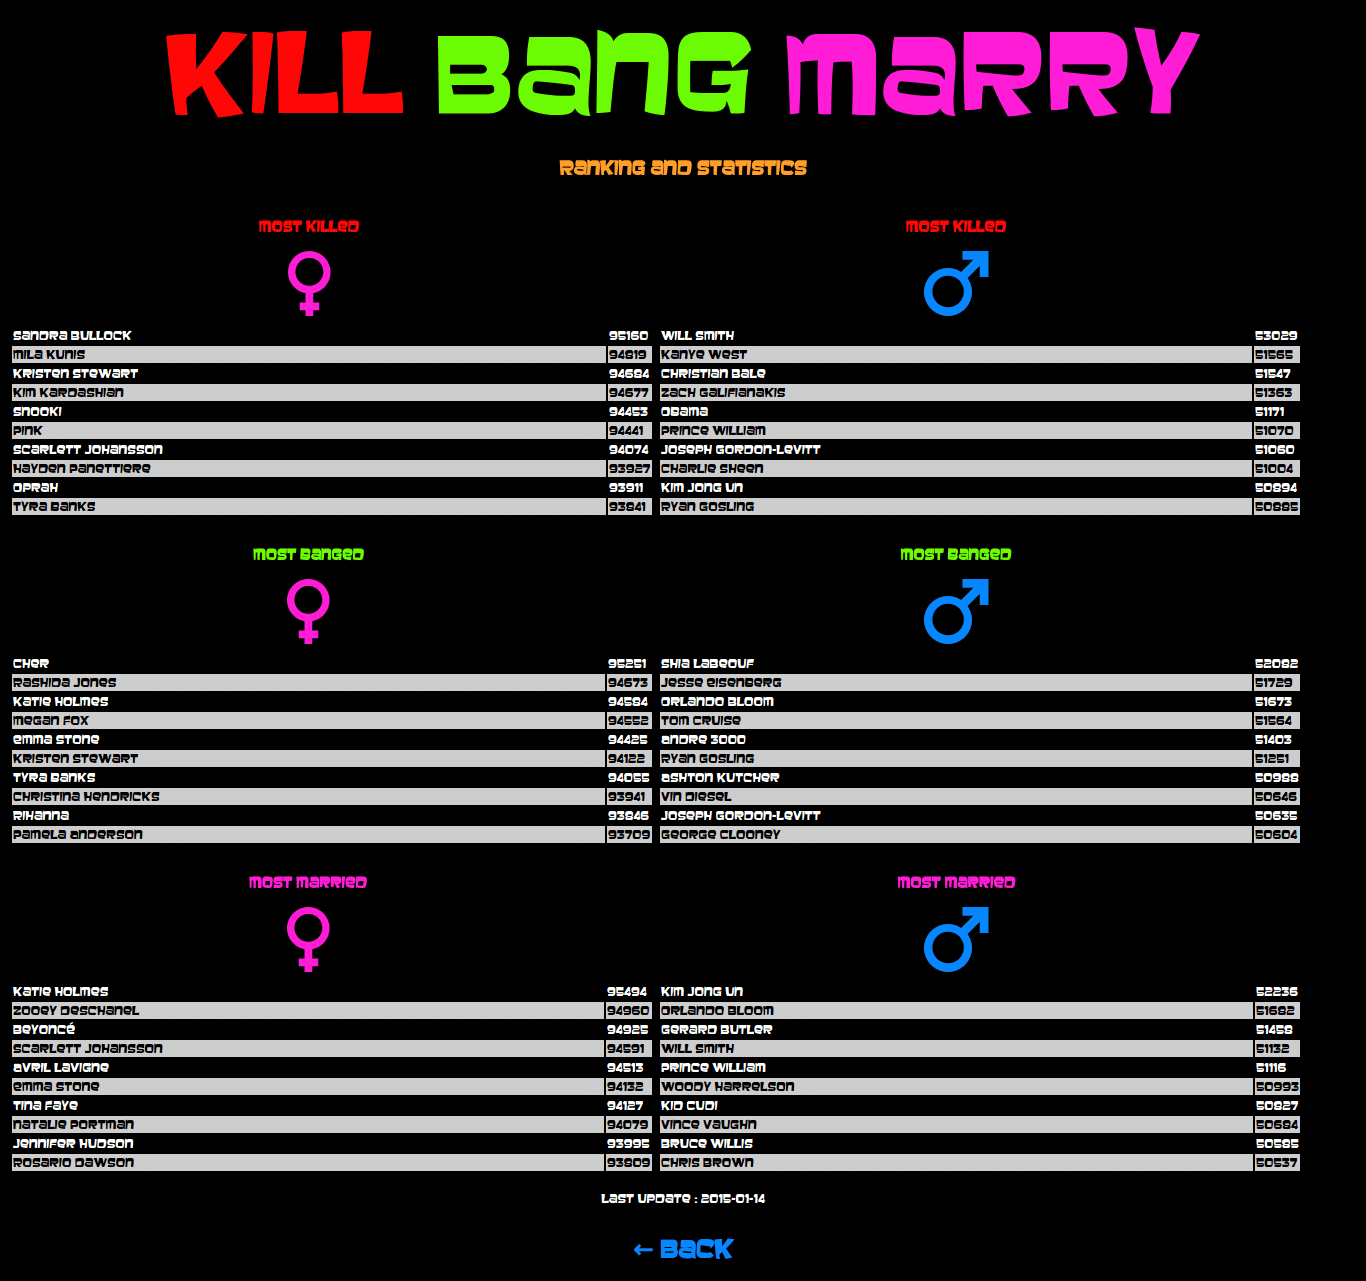 KILL BANG MARRY
RANKING AND STATISTICS
MOST KILLED
SANDRA BULLOCK 95160
MILA KUNIS 94819
KRISTEN STEWART 94684
KIM KARDASHIAN 94677
SNOOKI 94453
PINK 94441
SCARLETT JOHANSSON 94074
HAYDEN PANETTIERE 93927
OPRAH 93911
TYRA BANKS 93841
MOST KILLED
WILL SMITH 53029
KANYE WEST 51565
CHRISTIAN BALE 51547
ZACH GALIFIANAKIS 51363
OBAMA 51171
PRINCE WILLIAM 51070
JOSEPH GORDON-LEVITT 51060
CHARLIE SHEEN 51004
KIM JONG UN 50894
RYAN GOSLING 50885
MOST BANGED
CHER 95251
RASHIDA JONES 94673
KATIE HOLMES 94584
MEGAN FOX 94552
EMMA STONE 94425
KRISTEN STEWART 94122
TYRA BANKS 94055
CHRISTINA HENDRICKS 93941
RIHANNA 93846
PAMELA ANDERSON 93709
MOST BANGED
SHIA LABEOUF 52082
JESSE EISENBERG 51729
ORLANDO BLOOM 51673
TOM CRUISE 51564
ANDRE 3000 51403
RYAN GOSLING 51251
ASHTON KUTCHER 50988
VIN DIESEL 50646
JOSEPH GORDON-LEVITT 50635
GEORGE CLOONEY 50604
MOST MARRIED
KATIE HOLMES 95494
ZOOEY DESCHANEL 94960
BEYONCÉ 94925
SCARLETT JOHANSSON 94591
AVRIL LAVIGNE 94513
EMMA STONE 94132
TINA FAYE 94127
NATALIE PORTMAN 94079
JENNIFER HUDSON 93995
ROSARIO DAWSON 93809
MOST MARRIED
KIM JONG UN 52236
ORLANDO BLOOM 51682
GERARD BUTLER 51458
WILL SMITH 51132
PRINCE WILLIAM 51116
WOODY HARRELSON 50993
KID CUDI 50827
VINCE VAUGHN 50684
BRUCE WILLIS 50585
CHRIS BROWN 50537
LAST UPDATE : 2015-01-14
← BACK